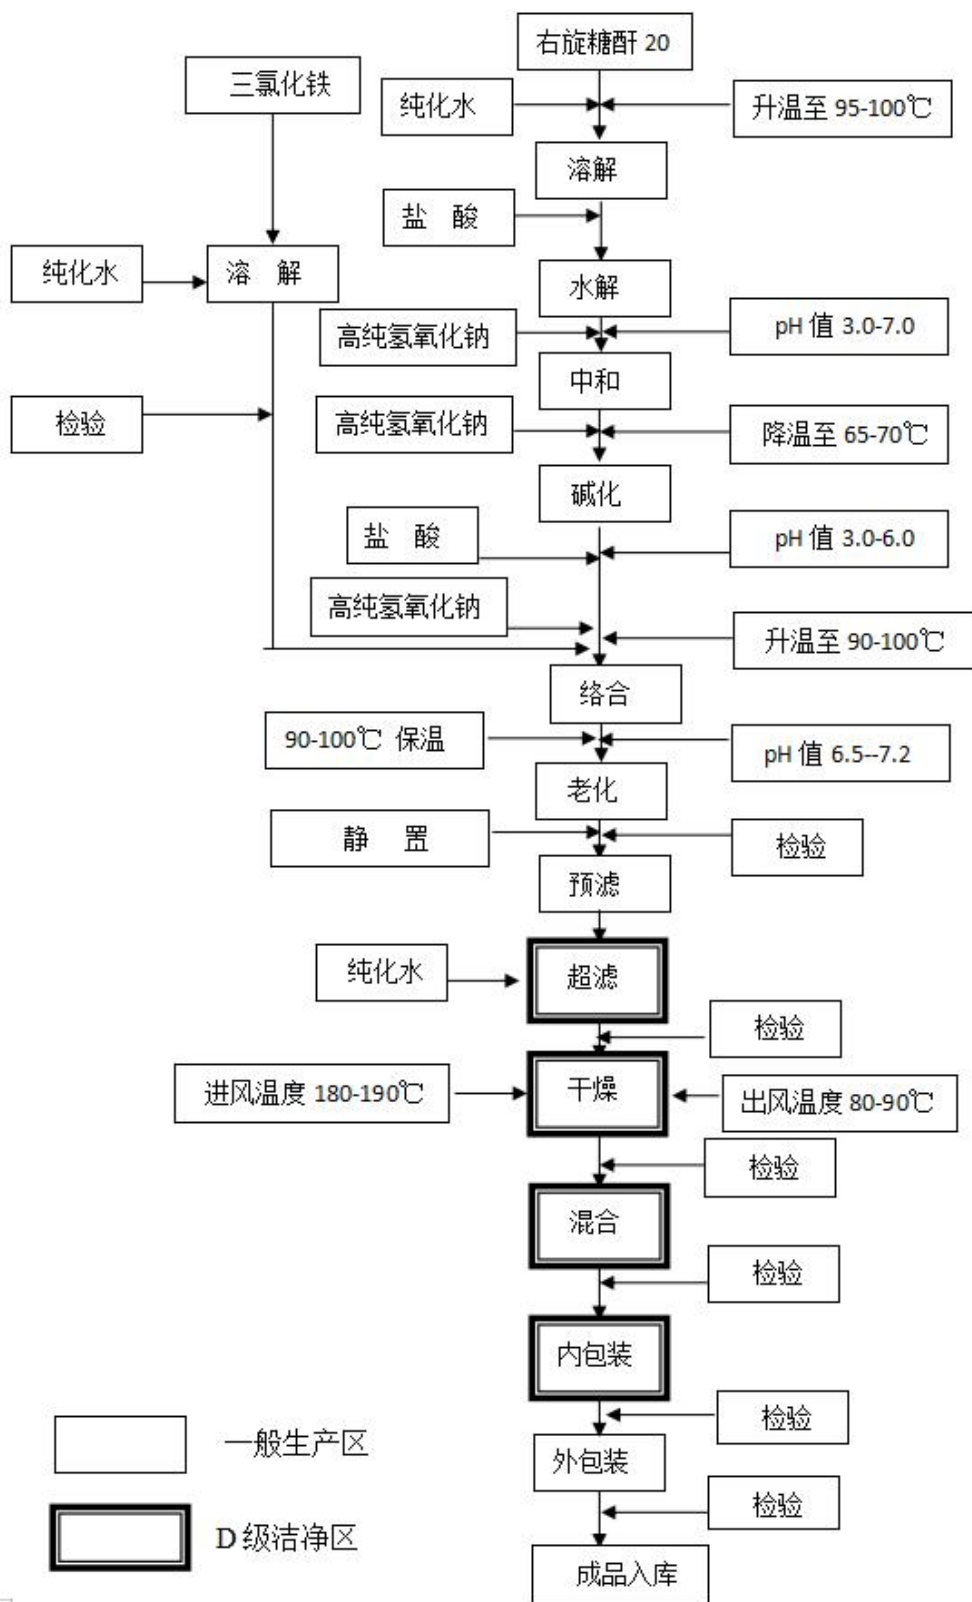 右旋糖酐 20
三氯化铁
纯化水
升温至 95-100℃
溶解
盐 酸
纯化水
溶 解
水解
高纯氢氧化钠
pH 值 3.0-7.0
中和
检验
高纯氢氧化钠
降温至 65-70℃
碱化
盐 酸
pH 值 3.0-6.0
高纯氢氧化钠
升温至 90-100℃
络合
90-100℃ 保温
pH 值 6.5--7.2
老化
静 置
检验
预滤
纯化水
超滤
检验
进风温度 180-190℃
干燥
出风温度 80-90℃
检验
混合
检验
内包装
检验
一般生产区
外包装
检验
D 级洁净区
成品入库